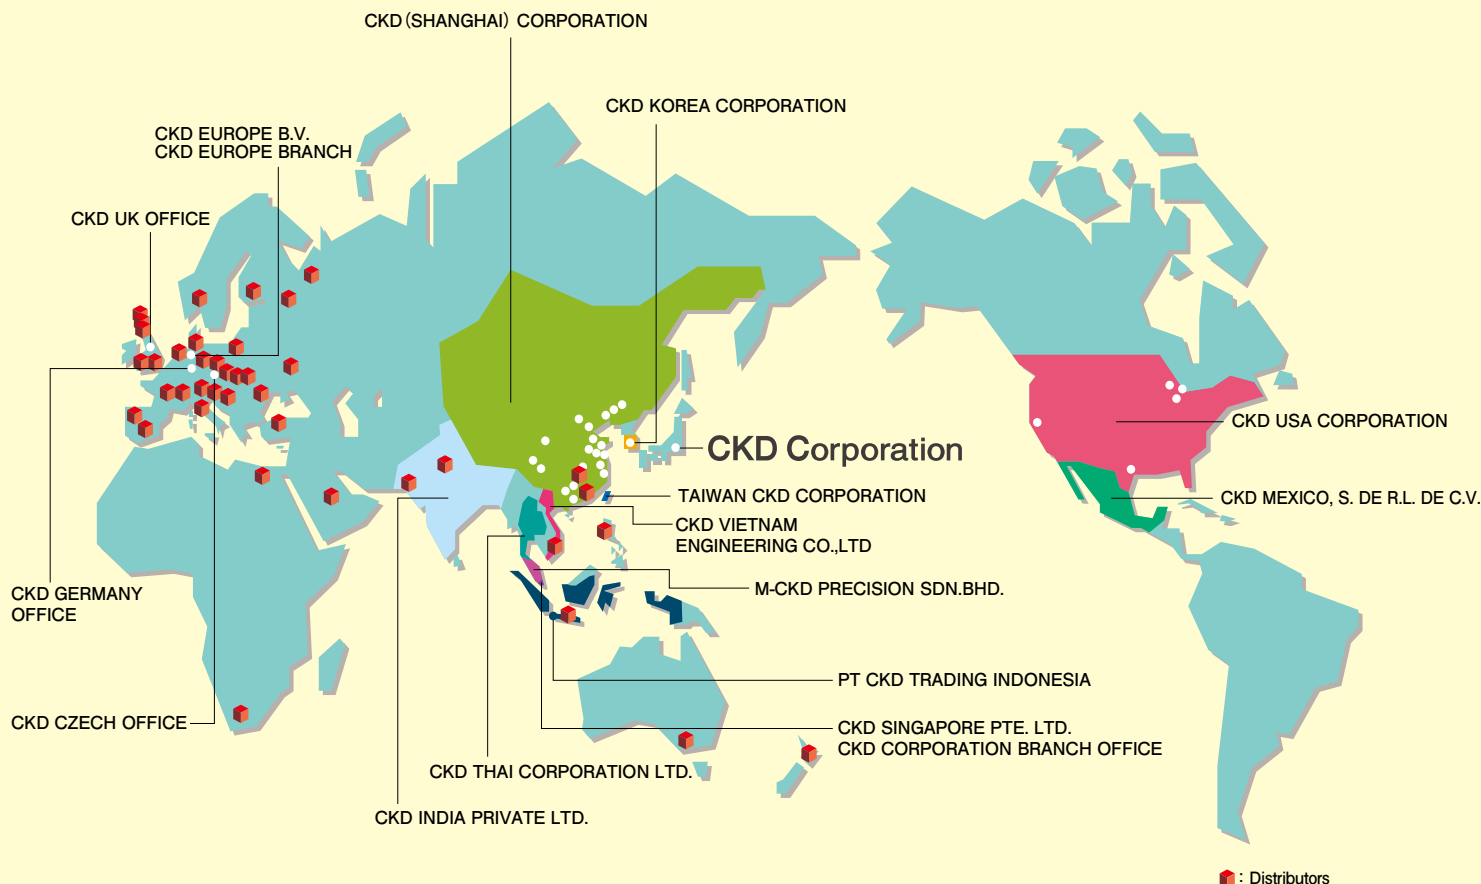 CKD(SHANGHAI) CORPORATION
CKD KOREA CORPORATION
CKD EUROPE B.V.
CKD EUROPE BRANCH
CKD UK OFFICE
CKD USA CORPORATION
CKD Corporation
TAIWAN CKD CORPORATION
CKD MEXICO, S. DE R.L. DE C.V.
CKD VIETNAM
ENGINEERING CO.,LTD
M-CKD PRECISION SDN.BHD.
CKD GERMANY
OFFICE
PT CKD TRADING INDONESIA
CKD CZECH OFFICE
CKD SINGAPORE PTE. LTD.
CKD CORPORATION BRANCH OFFICE
CKD THAI CORPORATION LTD.
CKD INDIA PRIVATE LTD.
: Distributors